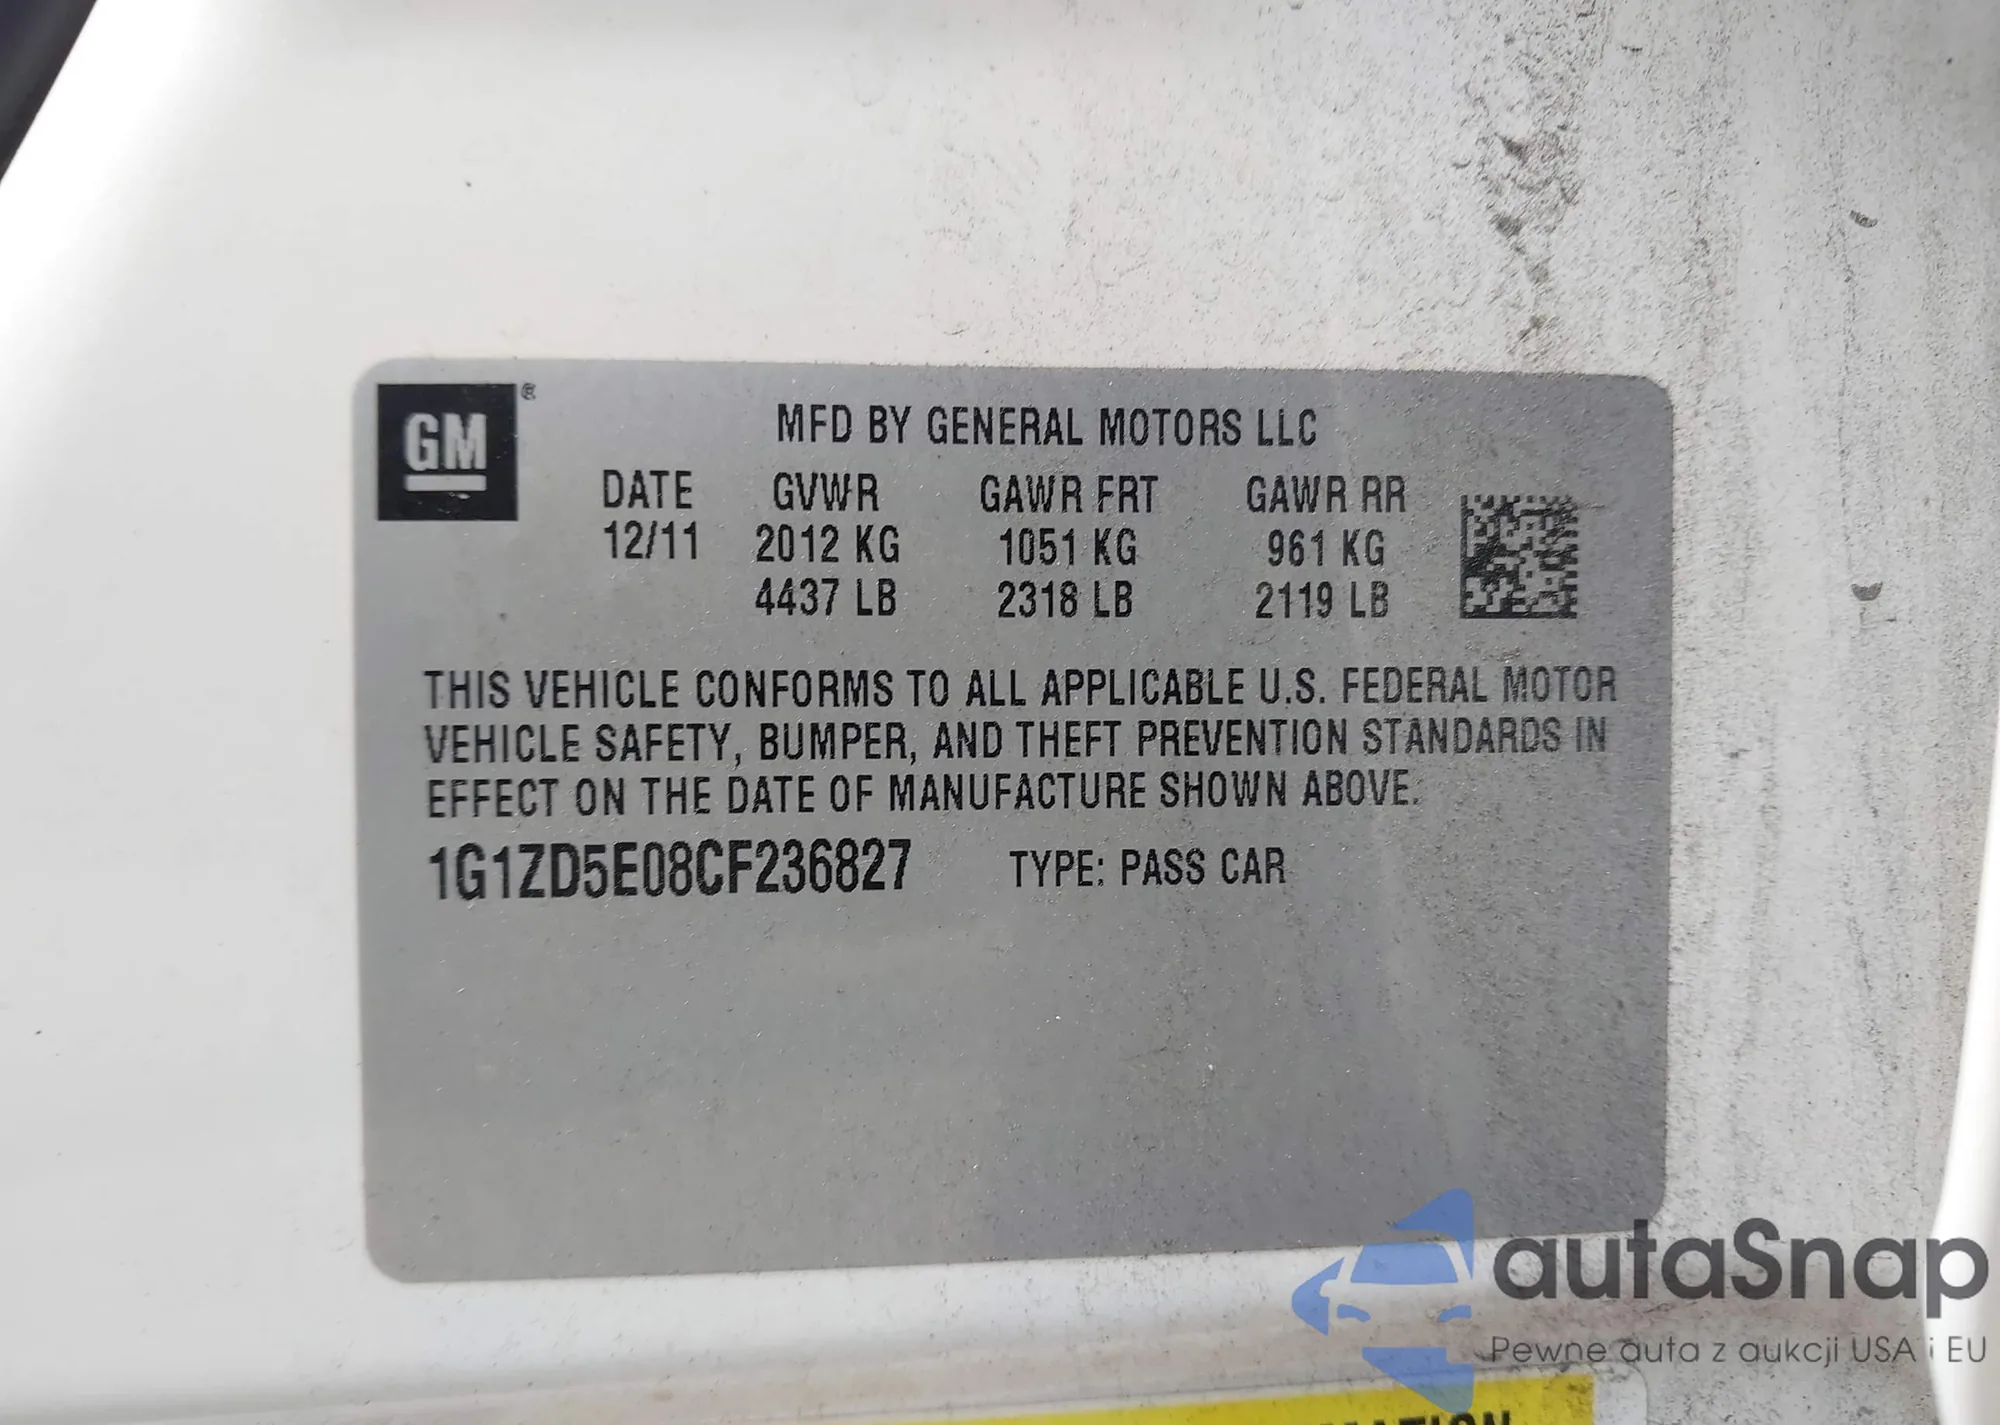 GM®
MFD BY GENERAL MOTORS LLC
DATE GVWR GAWR FRT GAWR RR
12/11 2012 KG 1051 KG 961 KG
4437 LB 2318 LB 2119 LB
THIS VEHICLE CONFORMS TO ALL APPLICABLE U.S. FEDERAL MOTOR
VEHICLE SAFETY, BUMPER, AND THEFT PREVENTION STANDARDS IN
EFFECT ON THE DATE OF MANUFACTURE SHOWN ABOVE.
1G1ZD5E08CF236827 TYPE: PASS CAR
autaSnap
Pewne auta z aukcji USA i EU